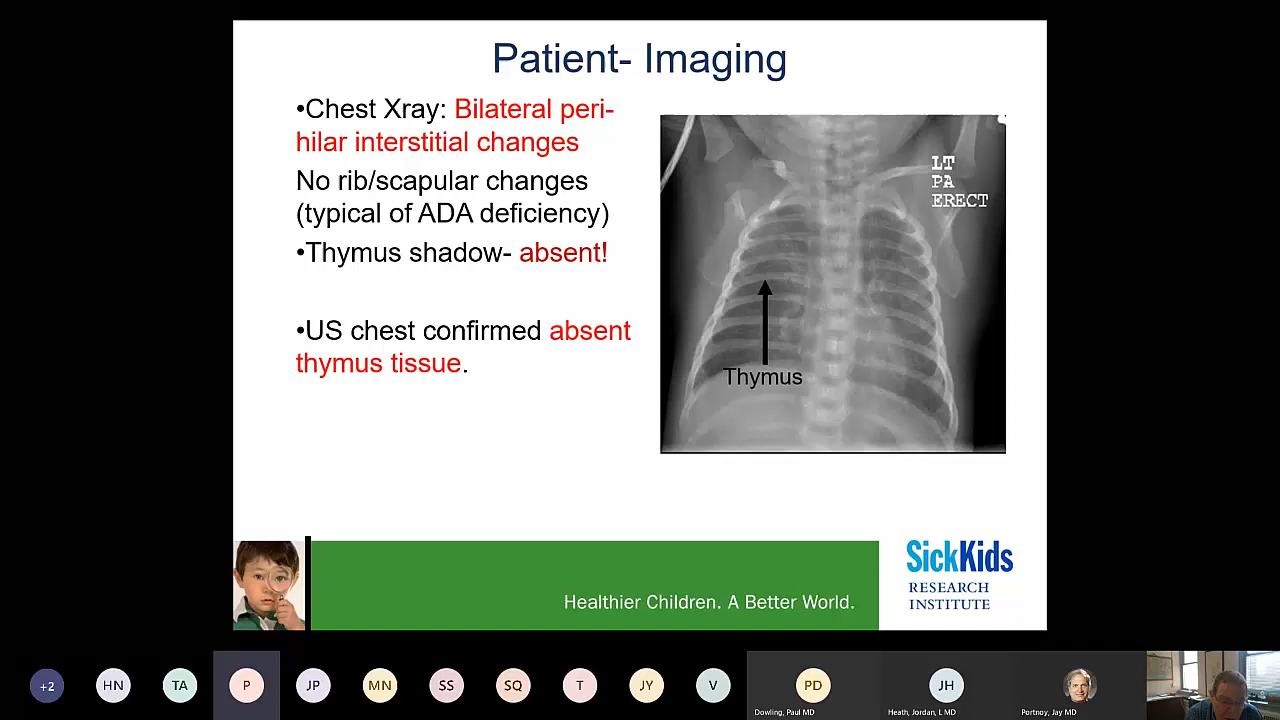 Patient- Imaging
•Chest Xray: Bilateral peri-
hilar interstitial changes
No rib/scapular changes
(typical of ADA deficiency)
•Thymus shadow- absent!
•US chest confirmed absent
thymus tissue.
LT
PA
ERECT
Thymus
Healthier Children. A Better World.
SickKids
RESEARCH
INSTITUTE
+2
HN
TA
P
JP
MN
SS
SQ
T
JY
V
PD
JH
Dowling, Paul MD
Heath, Jordan, L MD
Portnoy, Jay MD